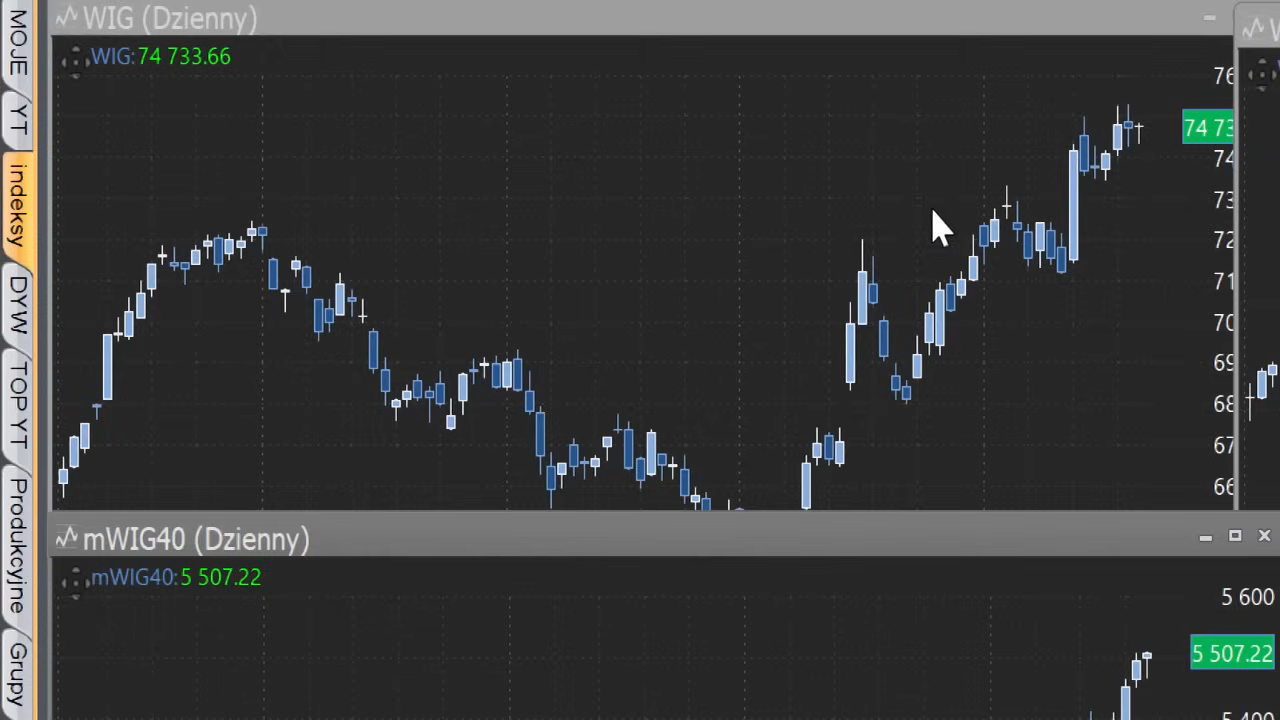 MOJE
YT
indeksy
DYW
TOP YT
Produkcyjne
Grupy
WIG (Dzienny)
WIG:74 733.66
76
74 73
74
73
72
71
70
69
68
67
66
mWIG40 (Dzienny)
mWIG40:5 507.22
5 600
5 507.22